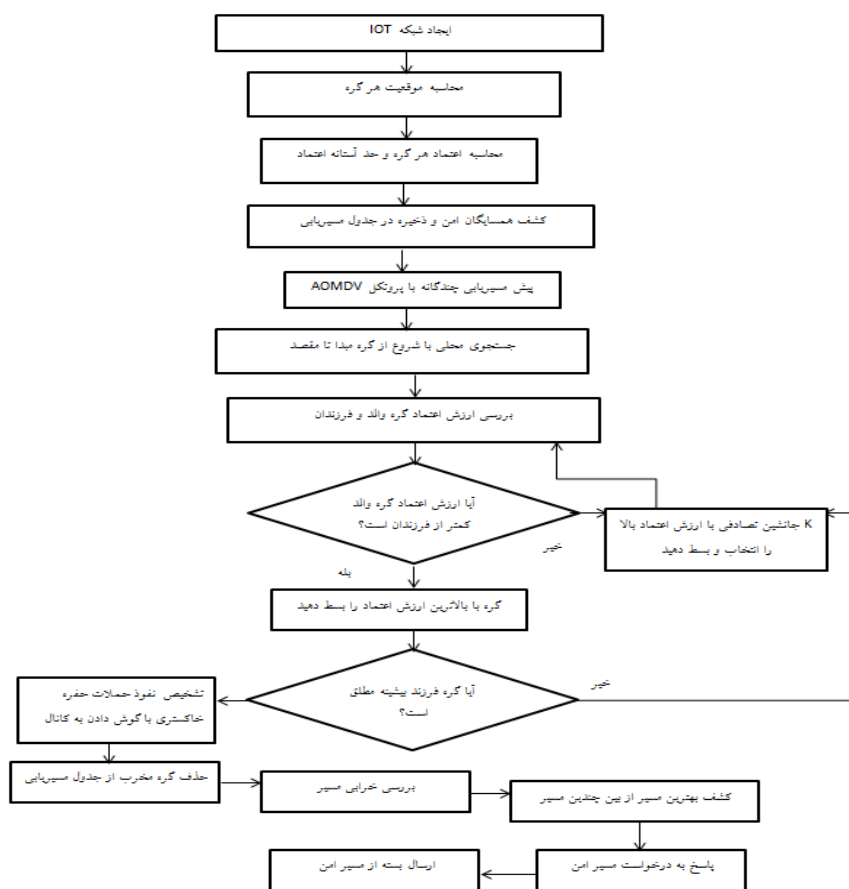 ایجاد شبکه IOT
محاسبه موقعیت هر گره
محاسبه اعتماد هر گره و حد آستانه اعتماد
کشف همسایگان امن و ذخیره در جدول مسیریابی
پیش مسیریابی چندگانه با پروتکل AOMDV
جستجوی محلی با شروع از گره مبدا تا مقصد
بررسی ارزش اعتماد گره والد و فرزندان
آیا ارزش اعتماد گره والد
کمتر از فرزندان است؟
خیر
K جانشین تصادفی با ارزش اعتماد بالا
را انتخاب و بسط دهید
بله
گره با بالاترین ارزش اعتماد را بسط دهید
آیا گره فرزند بیشینه مطلق
است؟
خیر
تشخیص نفوذ حملات حفره
خاکستری با گوش دادن به کانال
حذف گره مخرب از جدول مسیریابی
بررسی خرابی مسیر
کشف بهترین مسیر از بین چندین مسیر
پاسخ به درخواست مسیر امن
ارسال بسته از مسیر امن